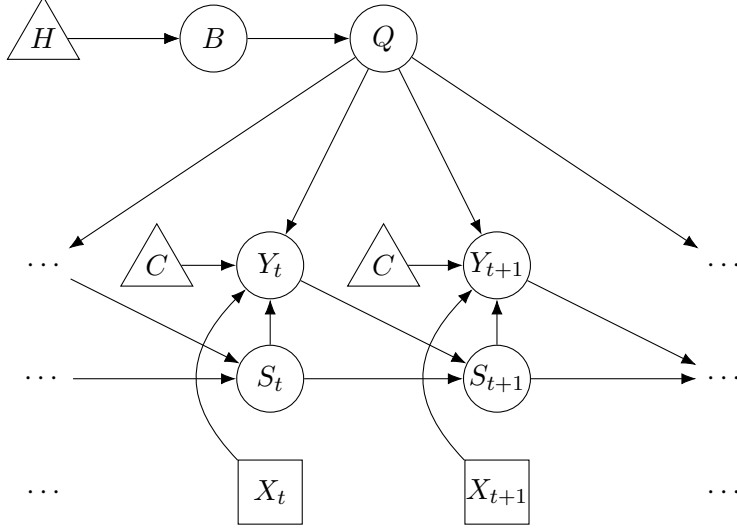 H B Q
… C Y_t C Y_{t+1} …
… S_t S_{t+1} …
… X_t X_{t+1} …